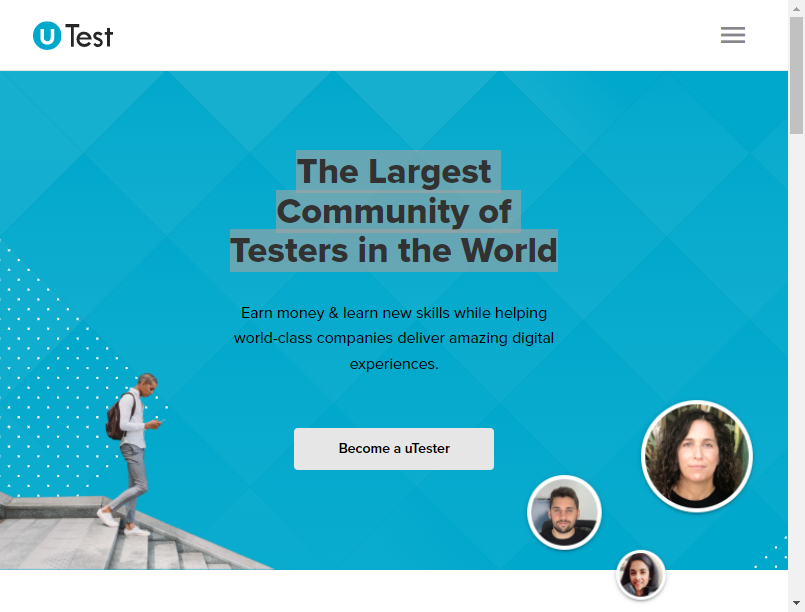 uTest
The Largest
Community of
Testers in the World
Earn money & learn new skills while helping
world-class companies deliver amazing digital
experiences.
Become a uTester